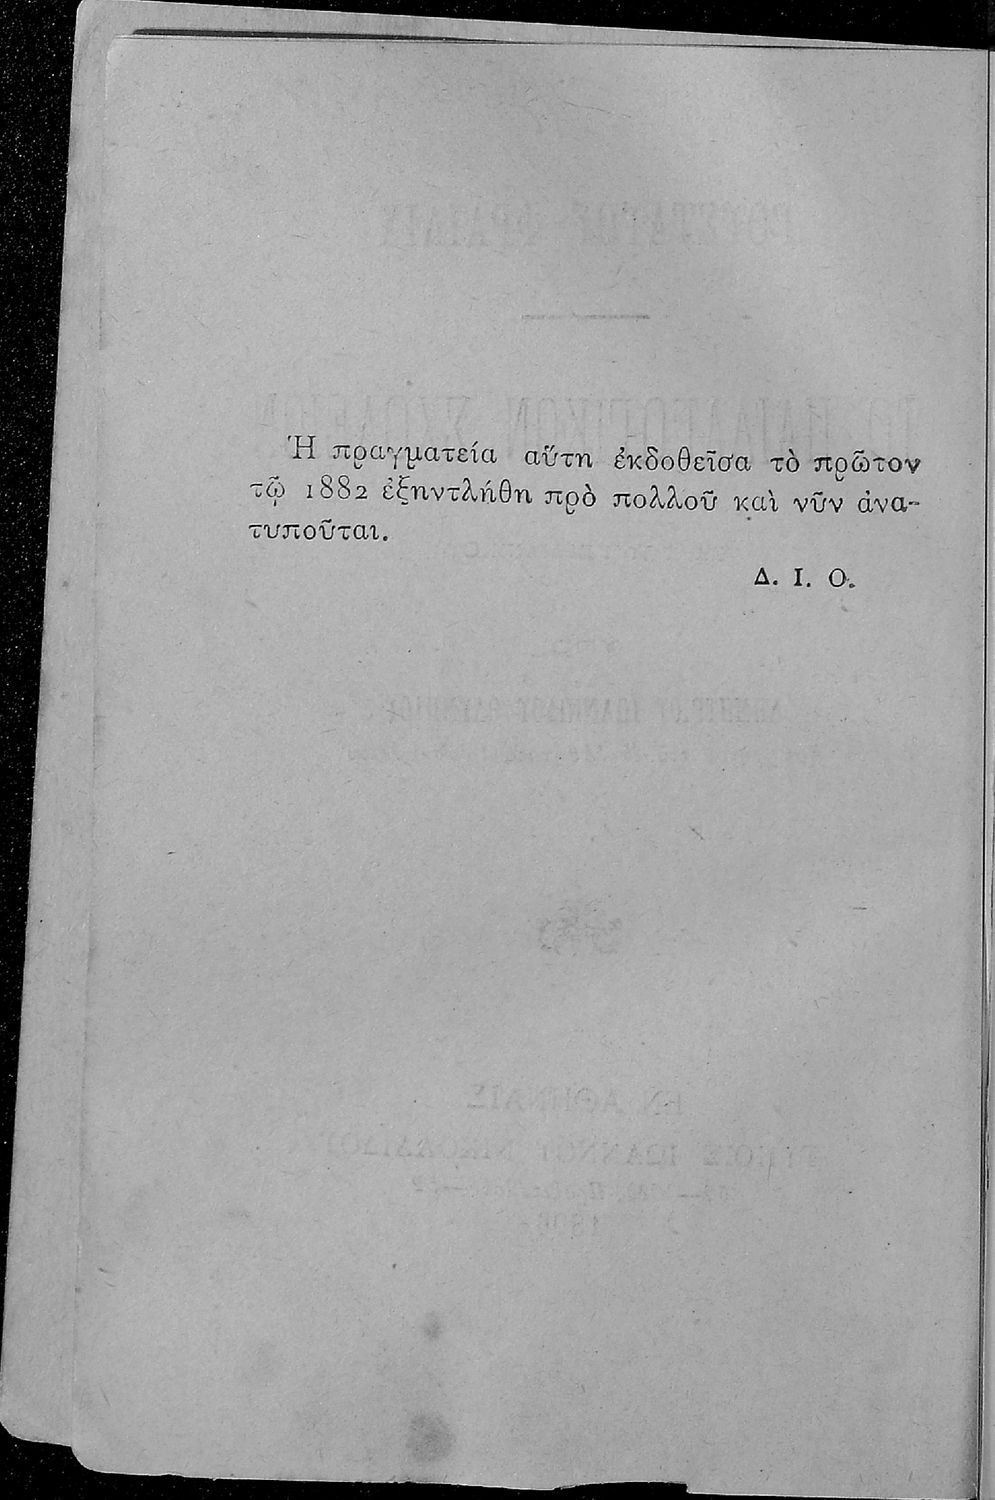 Ἡ πραγματεία αὕτη ἐκδοθεῖσα τὸ πρῶτον
τῷ 1882 ἐξηντλήθη πρὸ πολλοῦ καὶ νῦν ἀνα-
τυποῦται.
Δ. Ι. Ο.